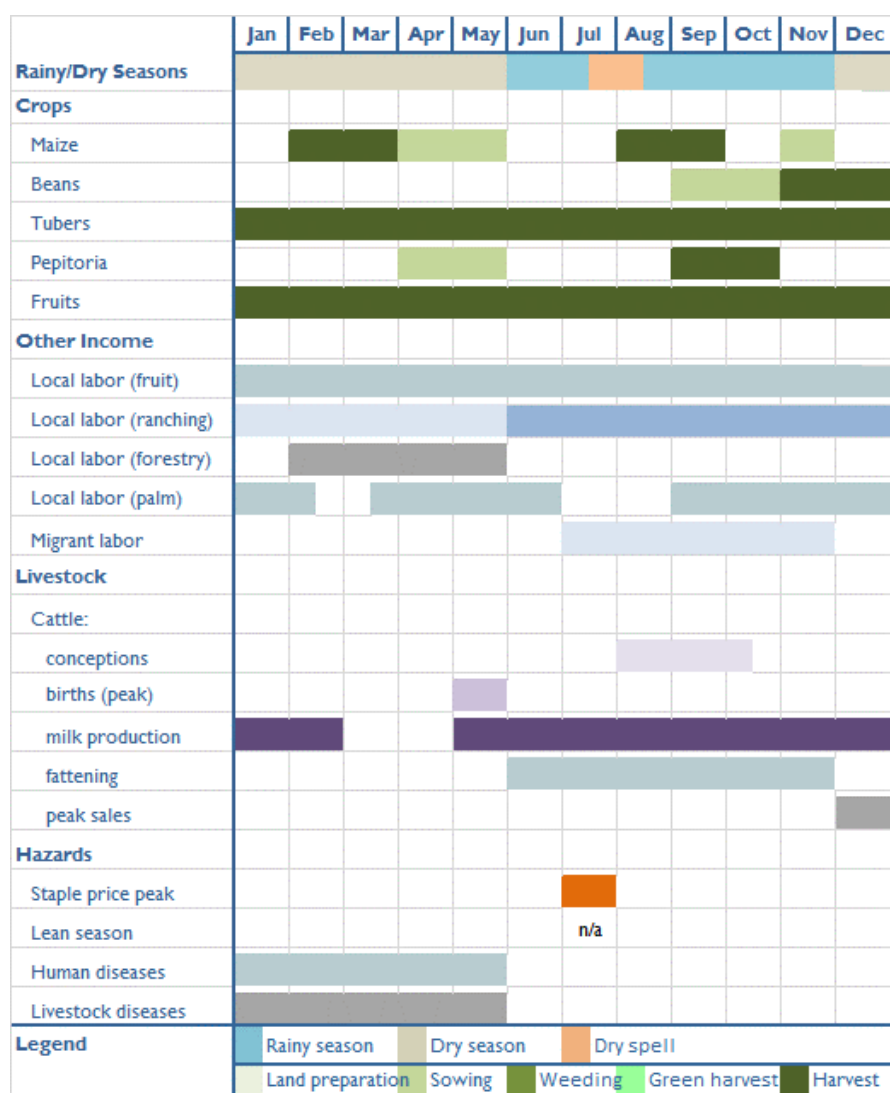 Jan Feb Mar Apr May Jun Jul Aug Sep Oct Nov Dec
Rainy/Dry Seasons
Crops
Maize
Beans
Tubers
Pepitoria
Fruits
Other Income
Local labor (fruit)
Local labor (ranching)
Local labor (forestry)
Local labor (palm)
Migrant labor
Livestock
Cattle:
conceptions
births (peak)
milk production
fattening
peak sales
Hazards
Staple price peak
Lean season n/a
Human diseases
Livestock diseases
Legend Rainy season Dry season Dry spell
Land preparation Sowing Weeding Green harvest Harvest